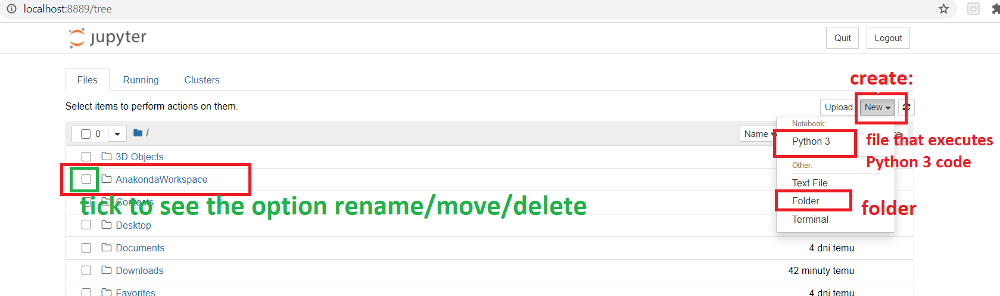 localhost:8889/tree
jupyter
Quit
Logout
Files
Running
Clusters
create:
Select items to perform actions on them.
Upload
New
0
/
Name
Notebook:
Python 3
file that executes
Python 3 code
3D Objects
Other:
AnakondaWorkspace
Text File
tick to see the option rename/move/delete
Contacts
Folder
folder
Desktop
Terminal
Documents
4 dni temu
Downloads
42 minuty temu
Favorites
4 dni temu